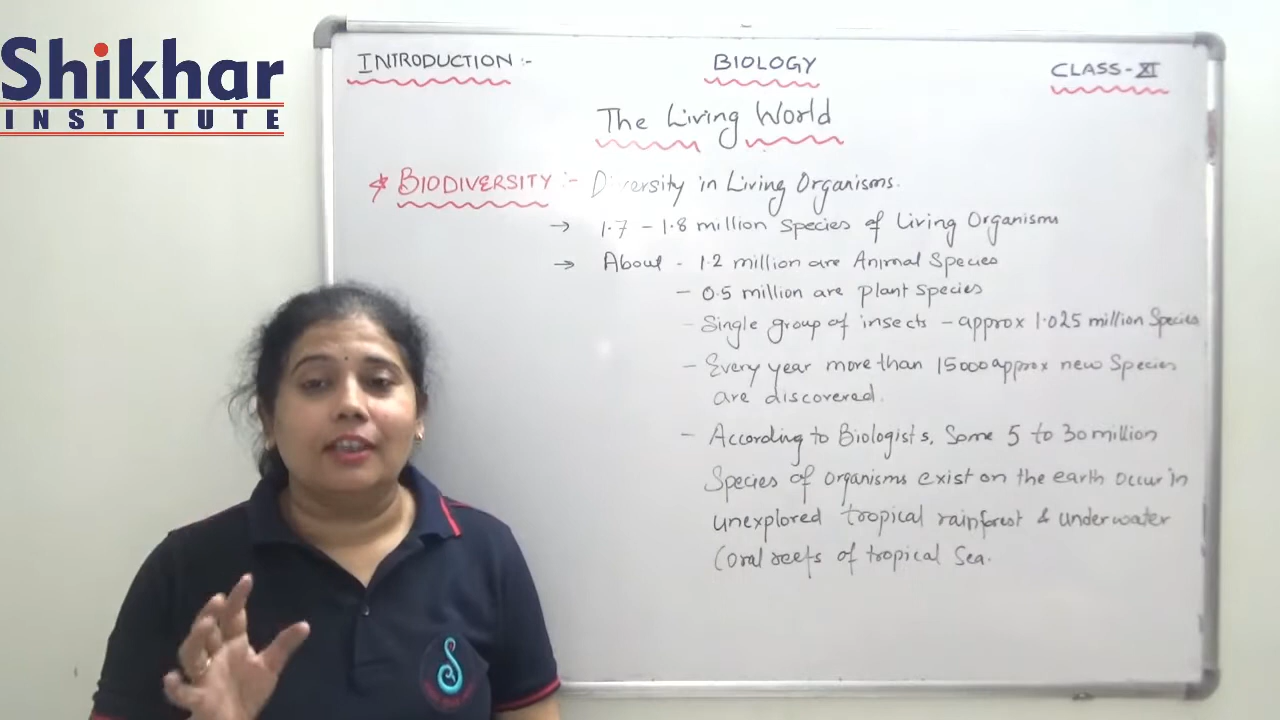 Shikhar
INSTITUTE
INTRODUCTION :-
BIOLOGY
CLASS-XI
The Living World
* BIODIVERSITY :- Diversity in Living Organisms.
→ 1.7 - 1.8 million Species of Living Organism
→ About - 1.2 million are Animal Species
- 0.5 million are plant species
- Single group of insects - approx 1.025 million Species
- Every year more than 15000 approx new Species
are discovered.
- According to Biologists, Some 5 to 30 million
Species of organisms exist on the earth occur in
unexplored tropical rainforest & underwater
Coral reefs of tropical Sea.